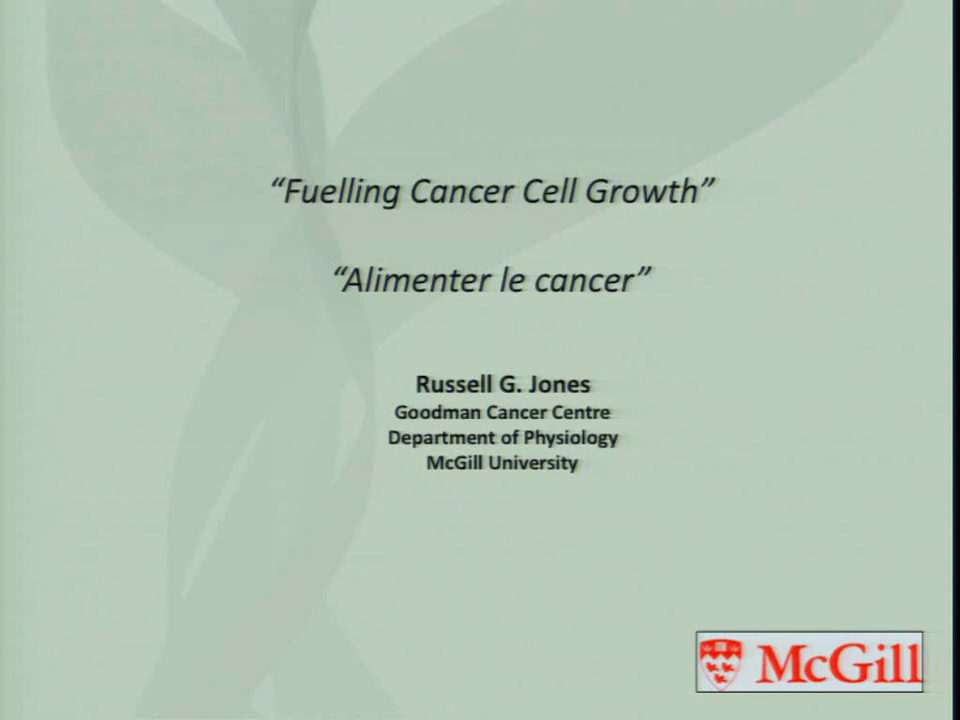 “Fuelling Cancer Cell Growth”
“Alimenter le cancer”
Russell G. Jones
Goodman Cancer Centre
Department of Physiology
McGill University
McGill